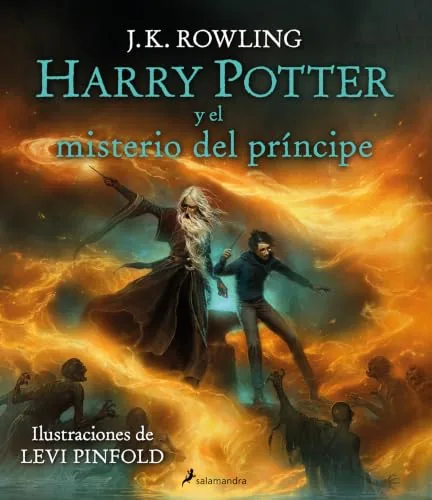 J.K. ROWLING
HARRY POTTER
y el
misterio del príncipe
Ilustraciones de
LEVI PINFOLD
salamandra